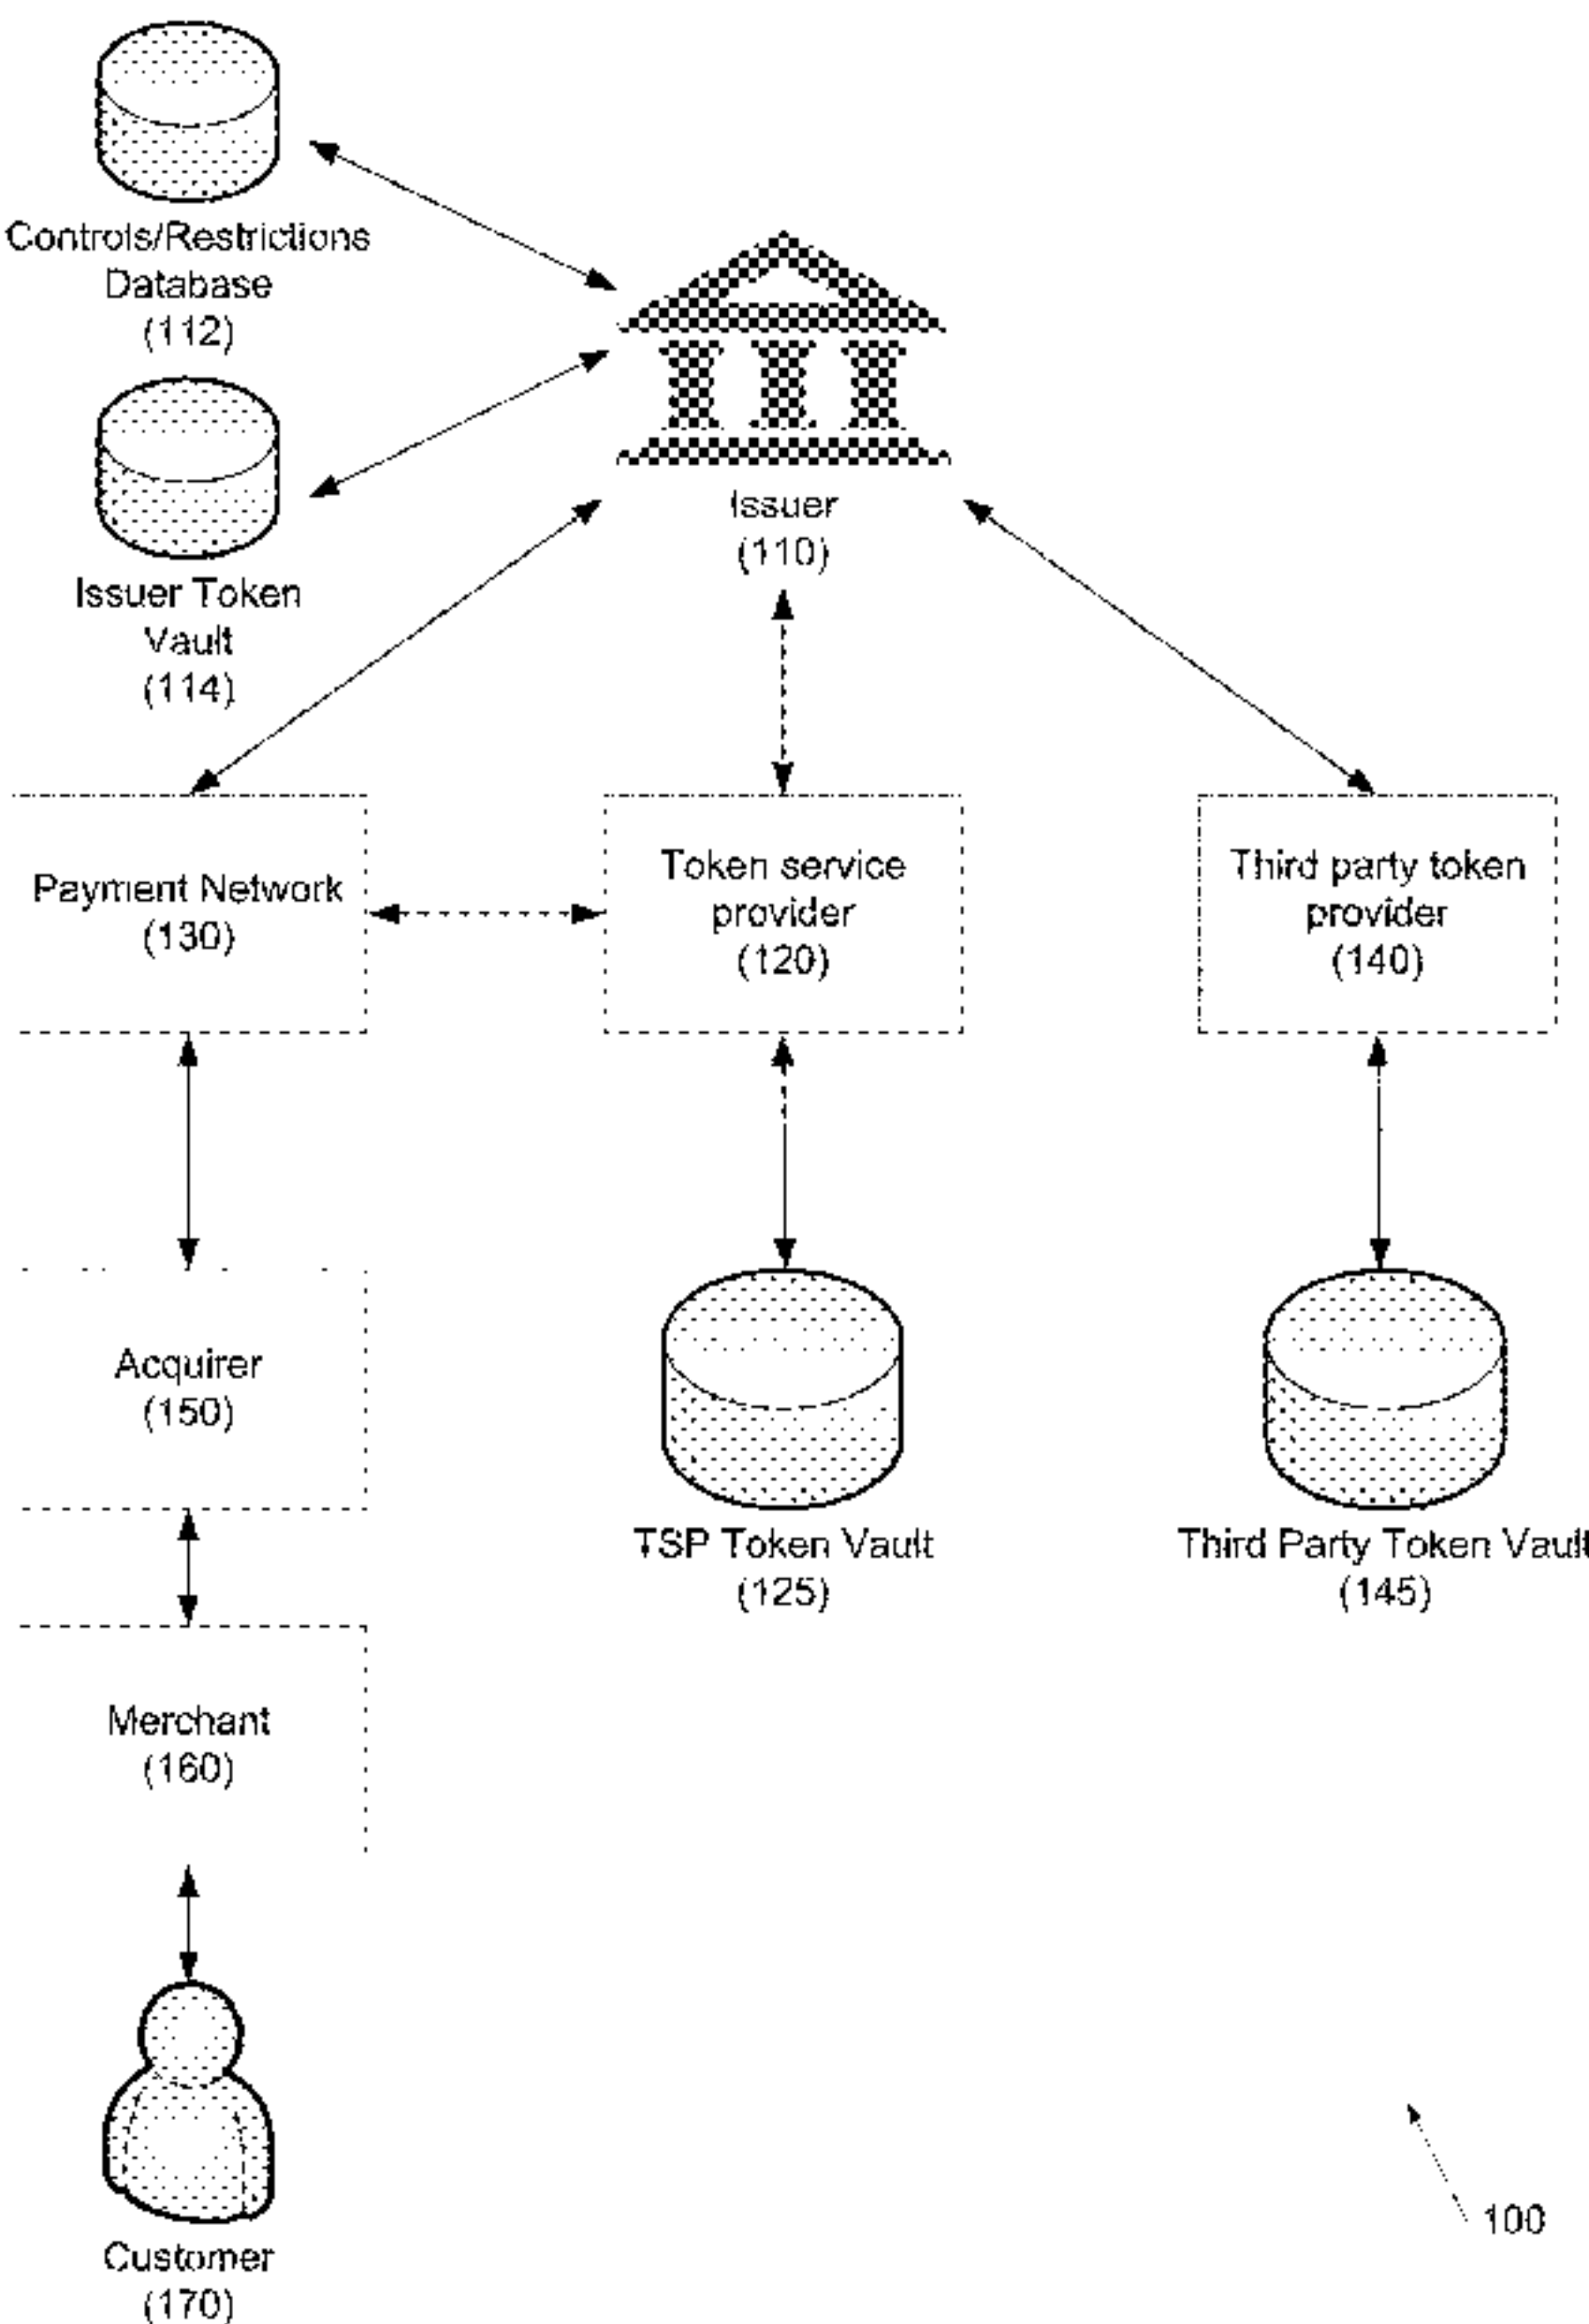 Controls/Restrictions
Database
(112)
Issuer
(110)
Issuer Token
Vault
(114)
Payment Network
(130)
Token service
provider
(120)
Third party token
provider
(140)
Acquirer
(150)
TSP Token Vault
(125)
Third Party Token Vault
(145)
Merchant
(160)
Customer
(170)
100